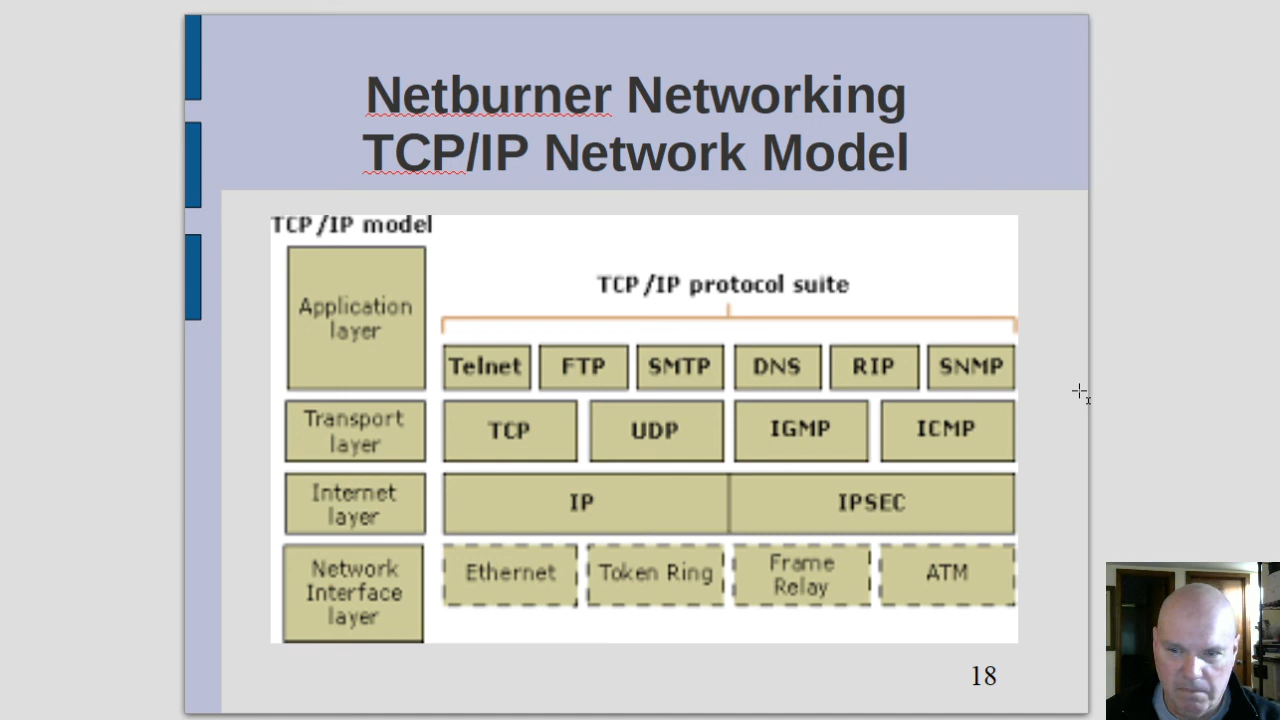 Netburner Networking
TCP/IP Network Model
TCP/IP model
Application
layer
TCP/IP protocol suite
Telnet FTP SMTP DNS RIP SNMP
Transport
layer
TCP UDP IGMP ICMP
Internet
layer
IP IPSEC
Network
Interface
layer
Ethernet Token Ring Frame
Relay ATM
18